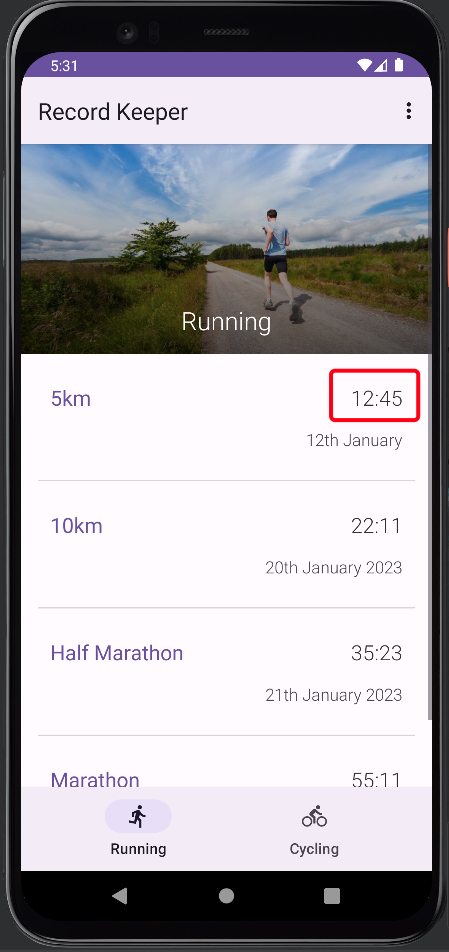 5:31
Record Keeper
Running
5km 12:45
12th January
10km 22:11
20th January 2023
Half Marathon 35:23
21th January 2023
Marathon 55:11
Running Cycling